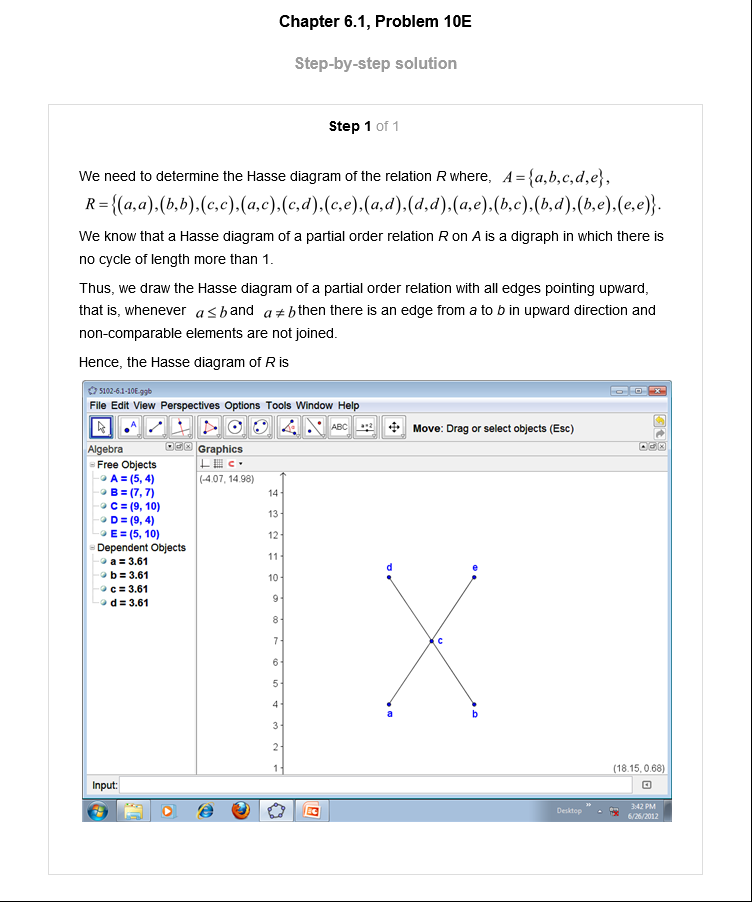 Chapter 6.1, Problem 10E
Step-by-step solution
Step 1 of 1
We need to determine the Hasse diagram of the relation R where, A={a,b,c,d,e},
R={(a,a),(b,b),(c,c),(a,c),(c,d),(c,e),(a,d),(d,d),(a,e),(b,c),(b,d),(b,e),(e,e)}.
We know that a Hasse diagram of a partial order relation R on A is a digraph in which there is
no cycle of length more than 1.
Thus, we draw the Hasse diagram of a partial order relation with all edges pointing upward,
that is, whenever a≤b and a≠b then there is an edge from a to b in upward direction and
non-comparable elements are not joined.
Hence, the Hasse diagram of R is
5102-6.1-10E.ggb
File Edit View Perspectives Options Tools Window Help
A
ABC
a=2
Move: Drag or select objects (Esc)
Algebra
Free Objects
A = (5, 4)
B = (7, 7)
C = (9, 10)
D = (9, 4)
E = (5, 10)
Dependent Objects
a = 3.61
b = 3.61
c = 3.61
d = 3.61
Graphics
(-4.07, 14.98)
14
13
12
11
10
9
8
7
6
5
4
3
2
1
d
e
c
a
b
(18.15, 0.68)
Input:
Desktop
3:42 PM
6/26/2012